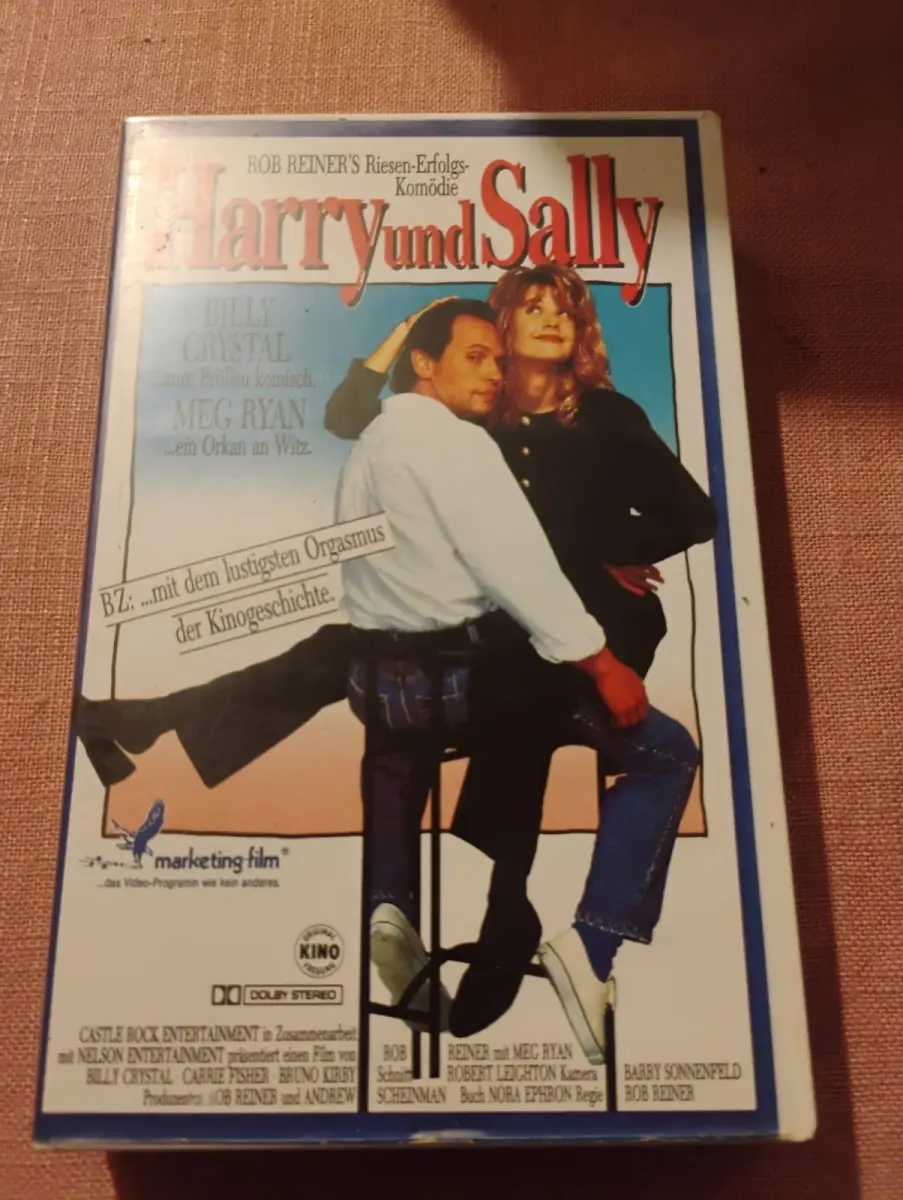 ROB REINER'S Riesen-Erfolgs-
Komödie
Harry und Sally
BILLY
CRYSTAL
...zum Brüllen komisch.
MEG RYAN
...ein Orkan an Witz.
BZ: ...mit dem lustigsten Orgasmus
der Kinogeschichte.
marketing-film®
...das Video-Programm wie kein anderes.
ORIGINAL
KINO
FASSUNG
DOLBY STEREO
CASTLE ROCK ENTERTAINMENT in Zusammenarbeit
mit NELSON ENTERTAINMENT präsentiert einen Film von
ROB
REINER mit MEG RYAN
BILLY CRYSTAL · CARRIE FISHER · BRUNO KIRBY
Schnitt
ROBERT LEIGHTON Kamera
BARRY SONNENFELD
Produzenten ROB REINER und ANDREW
SCHEINMAN
Buch NORA EPHRON Regie
ROB REINER